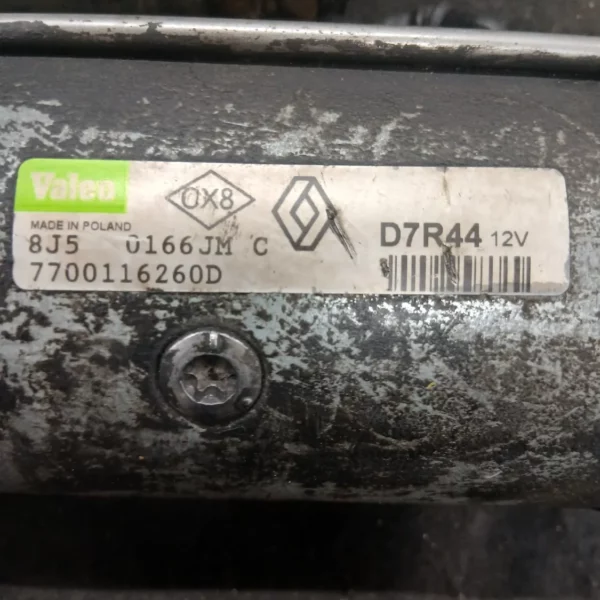 Valeo
OX8
MADE IN POLAND
8J5 0166JM C
7700116260D
D7R44 12V